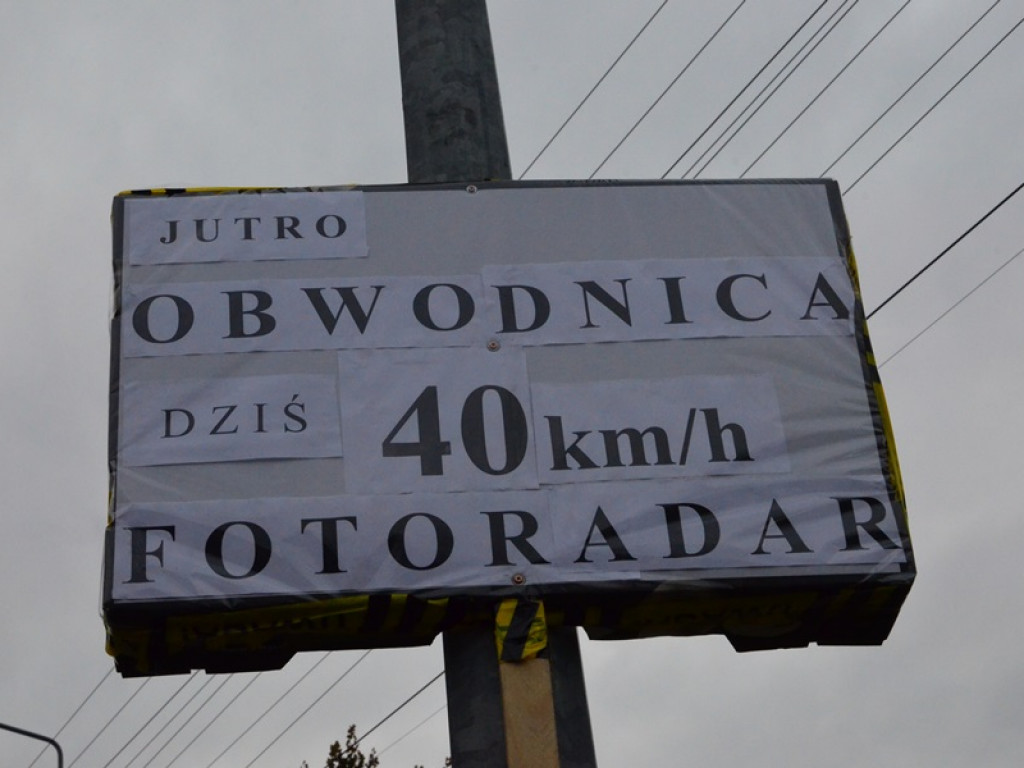 JUTRO
OBWODNICA
DZIŚ 40 km/h
FOTORADAR